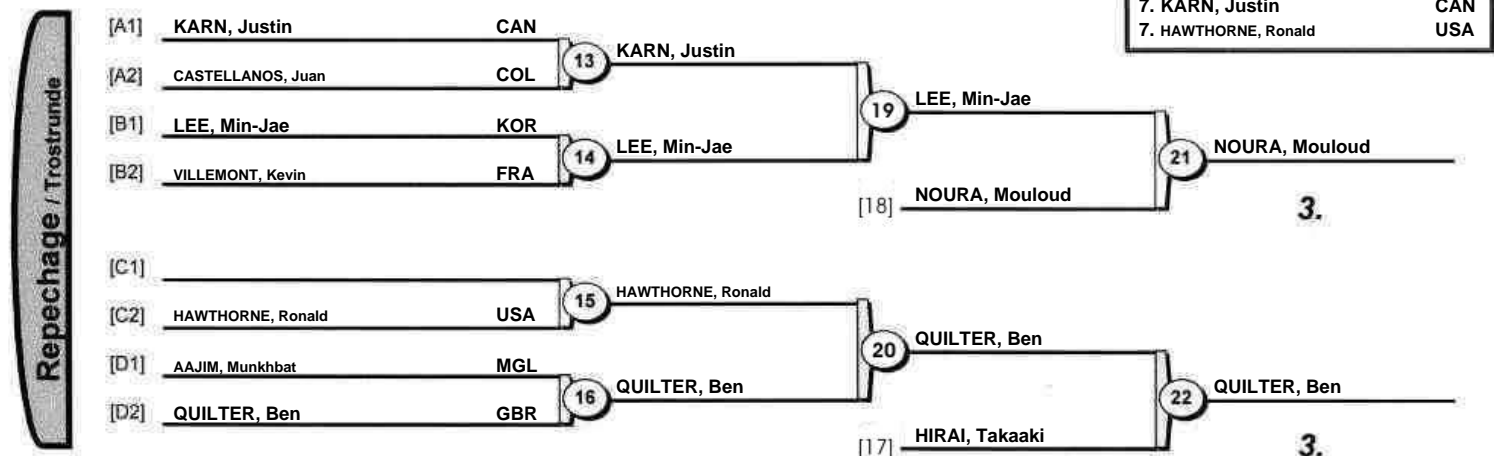 7. KARN, Justin CAN
7. HAWTHORNE, Ronald USA
Repechage / Trostrunde
[A1] KARN, Justin CAN
13 KARN, Justin
[A2] CASTELLANOS, Juan COL
19 LEE, Min-Jae
[B1] LEE, Min-Jae KOR
14 LEE, Min-Jae
21 NOURA, Mouloud
[B2] VILLEMONT, Kevin FRA
[18] NOURA, Mouloud
3.
[C1]
15 HAWTHORNE, Ronald
[C2] HAWTHORNE, Ronald USA
20 QUILTER, Ben
[D1] AAJIM, Munkhbat MGL
16 QUILTER, Ben
22 QUILTER, Ben
[D2] QUILTER, Ben GBR
[17] HIRAI, Takaaki
3.